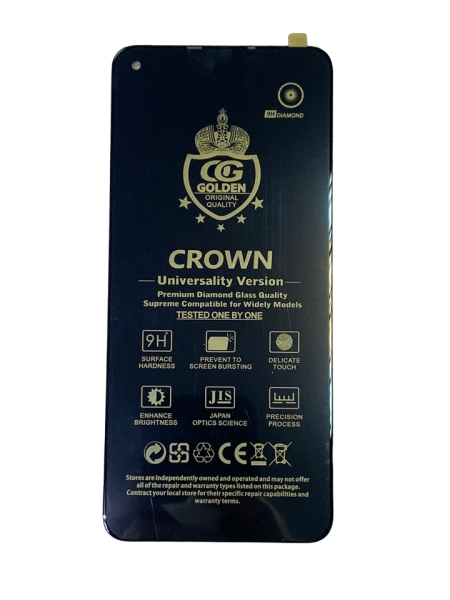 9H DIAMOND
CG
GOLDEN
ORIGINAL
QUALITY
CROWN
Universality Version
Premium Diamond Glass Quality
Supreme Compatible for Widely Models
TESTED ONE BY ONE
9H
SURFACE
HARDNESS
PREVENT TO
SCREEN BURSTING
DELICATE
TOUCH
ENHANCE
BRIGHTNESS
JIS
JAPAN
OPTICS SCIENCE
PRECISION
PROCESS
CE
Stores are independently owned and operated and may not offer
all of the repair and warranty types listed on this package.
Contract your local store for their specific repair capabilities and
warranty terms.